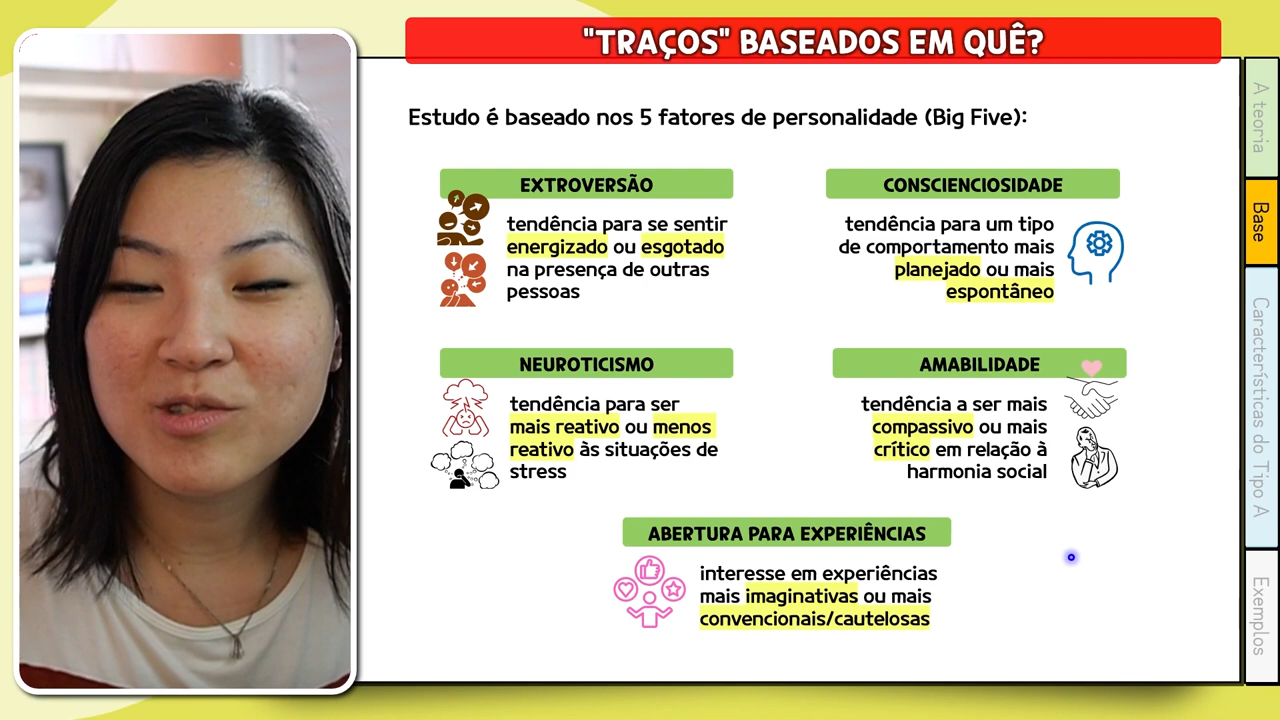 "TRAÇOS" BASEADOS EM QUÊ?
Estudo é baseado nos 5 fatores de personalidade (Big Five):
EXTROVERSÃO
tendência para se sentir
energizado ou esgotado
na presença de outras
pessoas
CONSCIENCIOSIDADE
tendência para um tipo
de comportamento mais
planejado ou mais
espontâneo
NEUROTICISMO
tendência para ser
mais reativo ou menos
reativo às situações de
stress
AMABILIDADE
tendência a ser mais
compassivo ou mais
crítico em relação à
harmonia social
ABERTURA PARA EXPERIÊNCIAS
interesse em experiências
mais imaginativas ou mais
convencionais/cautelosas
A teoria
Base
Características do Tipo A
Exemplos